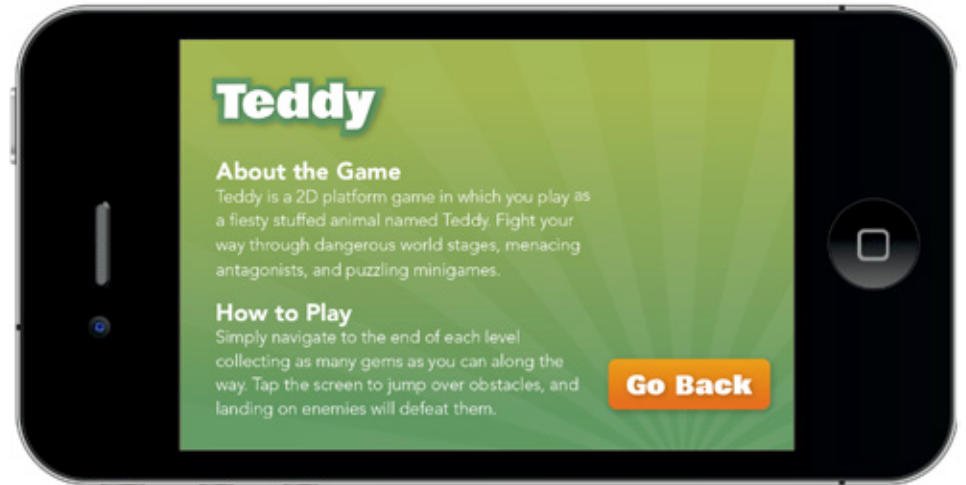 Teddy
About the Game
Teddy is a 2D platform game in which you play as
a fiesty stuffed animal named Teddy. Fight your
way through dangerous world stages, menacing
antagonists, and puzzling minigames.
How to Play
Simply navigate to the end of each level
collecting as many gems as you can along the
way. Tap the screen to jump over obstacles, and
landing on enemies will defeat them.
Go Back